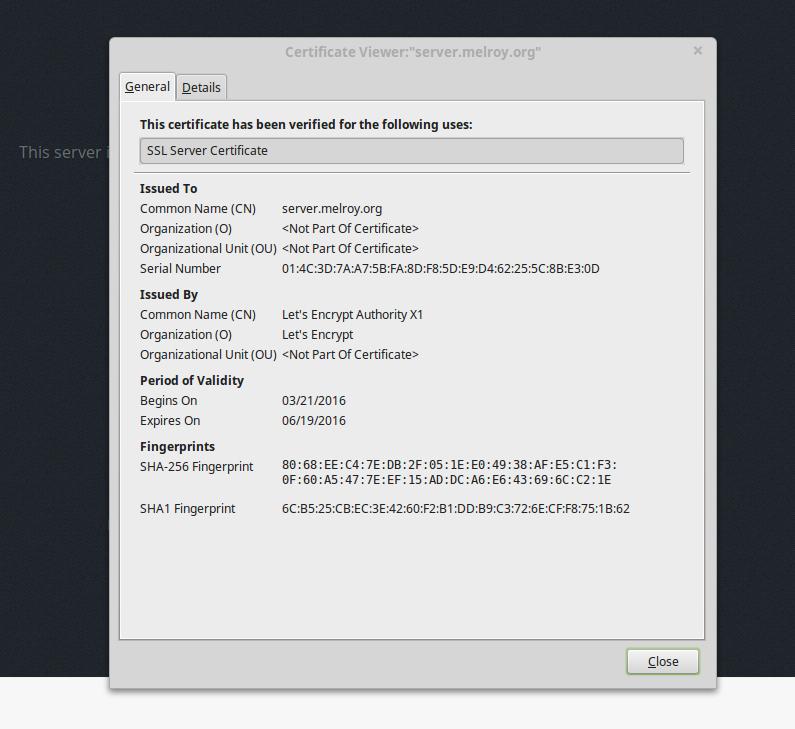 Certificate Viewer:"server.melroy.org"
×
General Details
This server i
This certificate has been verified for the following uses:
SSL Server Certificate
Issued To
Common Name (CN) server.melroy.org
Organization (O) <Not Part Of Certificate>
Organizational Unit (OU) <Not Part Of Certificate>
Serial Number 01:4C:3D:7A:A7:5B:FA:8D:F8:5D:E9:D4:62:25:5C:8B:E3:0D
Issued By
Common Name (CN) Let's Encrypt Authority X1
Organization (O) Let's Encrypt
Organizational Unit (OU) <Not Part Of Certificate>
Period of Validity
Begins On 03/21/2016
Expires On 06/19/2016
Fingerprints
SHA-256 Fingerprint 80:68:EE:C4:7E:DB:2F:05:1E:E0:49:38:AF:E5:C1:F3:
0F:60:A5:47:7E:EF:15:AD:DC:A6:E6:43:69:6C:C2:1E
SHA1 Fingerprint 6C:B5:25:CB:EC:3E:42:60:F2:B1:DD:B9:C3:72:6E:CF:F8:75:1B:62
Close